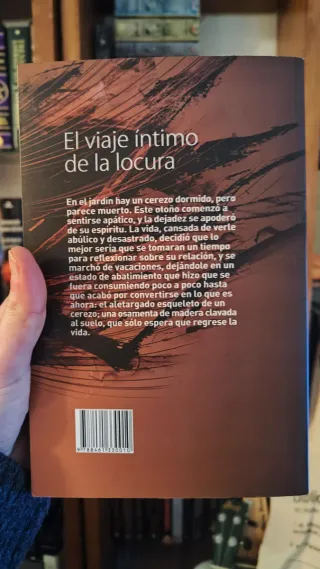 El viaje íntimo
de la locura
En el jardín hay un cerezo dormido, pero
parece muerto. Este otoño comenzó a
sentirse apático, y la dejadez se apoderó
de su espíritu. La vida, cansada de verle
abúlico y desastrado, decidió que lo
mejor sería que se tomaran un tiempo
para reflexionar sobre su relación, y se
marchó de vacaciones, dejándole en un
estado de abatimiento que hizo que se
fuera consumiendo poco a poco hasta
que acabó por convertirse en lo que es
ahora: el aletargado esqueleto de un
cerezo; una osamenta de madera clavada
al suelo, que sólo espera que regrese la
vida.